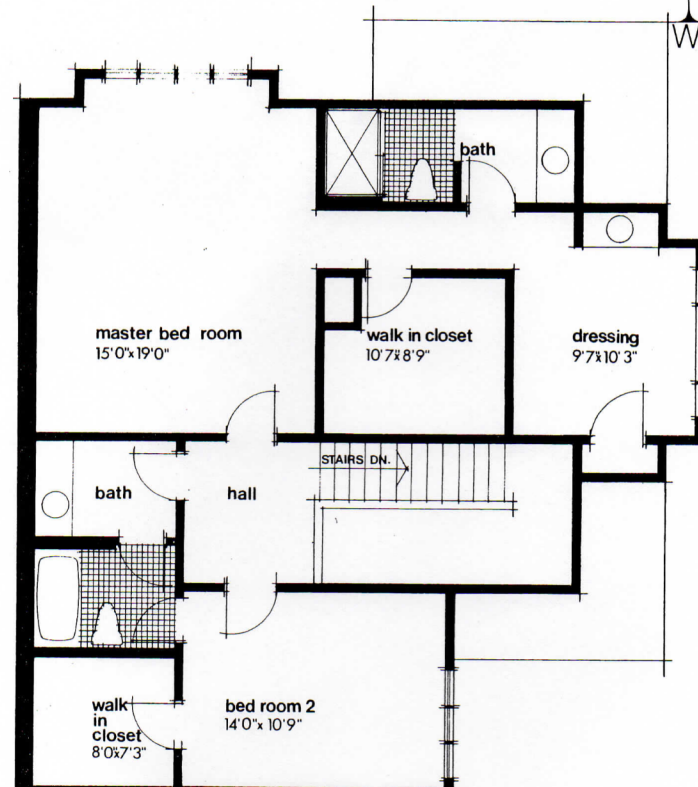 W
bath
master bed room
15'0"x19'0"
walk in closet
10'7"x8'9"
dressing
9'7"x10'3"
STAIRS DN.
bath
hall
walk
in
closet
8'0"x7'3"
bed room 2
14'0"x 10'9"